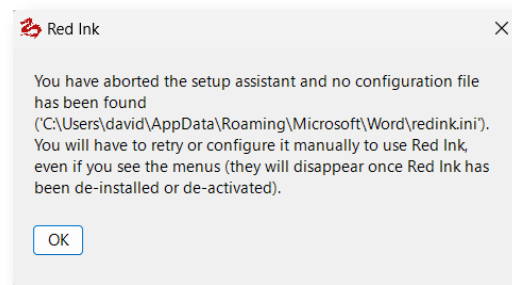 Red Ink
You have aborted the setup assistant and no configuration file
has been found
('C:\Users\david\AppData\Roaming\Microsoft\Word\redink.ini').
You will have to retry or configure it manually to use Red Ink,
even if you see the menus (they will disappear once Red Ink has
been de-installed or de-activated).
OK